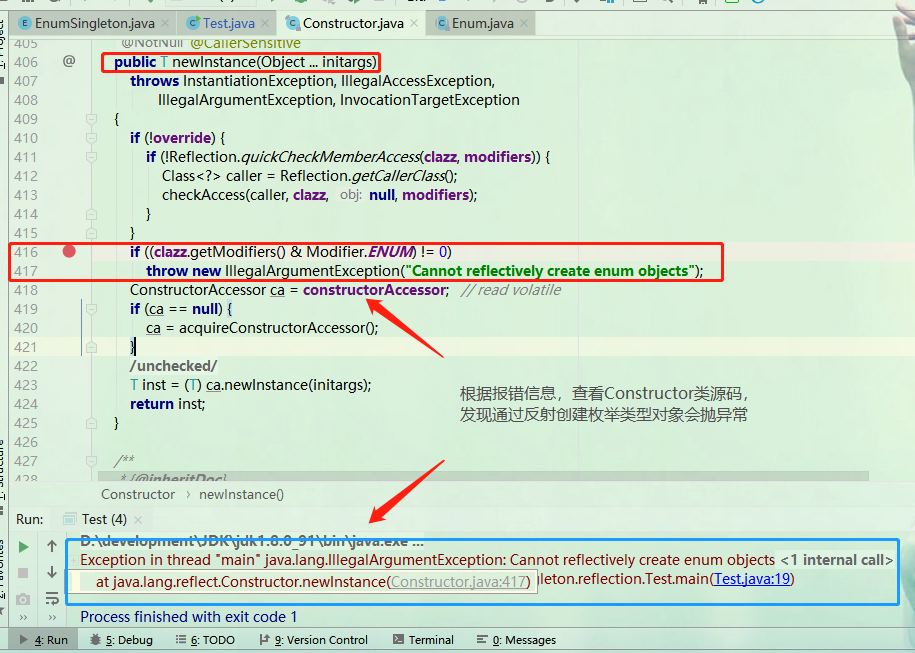 EnumSingleton.java × Test.java × Constructor.java × Enum.java ×
405 @NotNull @CallerSensitive
406 @ public T newInstance(Object ... initargs)
407 throws InstantiationException, IllegalAccessException,
408 IllegalArgumentException, InvocationTargetException
409 {
410 if (!override) {
411 if (!Reflection.quickCheckMemberAccess(clazz, modifiers)) {
412 Class<?> caller = Reflection.getCallerClass();
413 checkAccess(caller, clazz, obj: null, modifiers);
414 }
415 }
416 if ((clazz.getModifiers() & Modifier.ENUM) != 0)
417 throw new IllegalArgumentException("Cannot reflectively create enum objects");
418 ConstructorAccessor ca = constructorAccessor; // read volatile
419 if (ca == null) {
420 ca = acquireConstructorAccessor();
421 }
422 /unchecked/
423 T inst = (T) ca.newInstance(initargs);
424 return inst;
425 }
426
427 /**
428 * {@inheritDoc}
根据报错信息，查看Constructor类源码，
发现通过反射创建枚举类型对象会抛异常
Constructor › newInstance()
Run: Test (4) ×
D:\development\JDK\jdk1.8.0_91\bin\java.exe ...
Exception in thread "main" java.lang.IllegalArgumentException: Cannot reflectively create enum objects <1 internal call>
at java.lang.reflect.Constructor.newInstance(Constructor.java:417) gleton.reflection.Test.main(Test.java:19)
Process finished with exit code 1
4: Run 5: Debug 6: TODO 9: Version Control Terminal 0: Messages